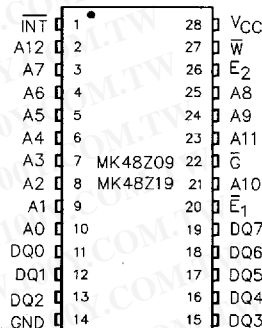 INT 1 28 VCC
A12 2 27 W
A7 3 26 E2
A6 4 25 A8
A5 5 24 A9
A4 6 23 A11
A3 7 MK48Z09 22 G
A2 8 MK48Z19 21 A10
A1 9 20 E1
A0 10 19 DQ7
DQ0 11 18 DQ6
DQ1 12 17 DQ5
DQ2 13 16 DQ4
GND 14 15 DQ3